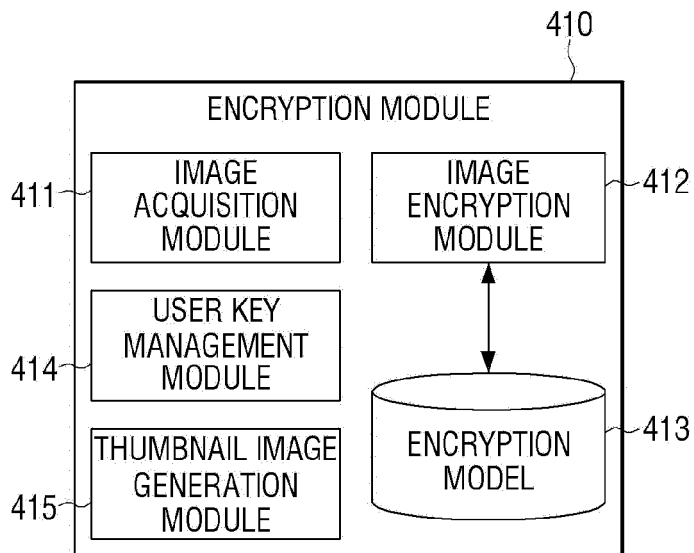 410
ENCRYPTION MODULE
411
IMAGE
ACQUISITION
MODULE
IMAGE
ENCRYPTION
MODULE
412
414
USER KEY
MANAGEMENT
MODULE
415
THUMBNAIL IMAGE
GENERATION
MODULE
ENCRYPTION
MODEL
413